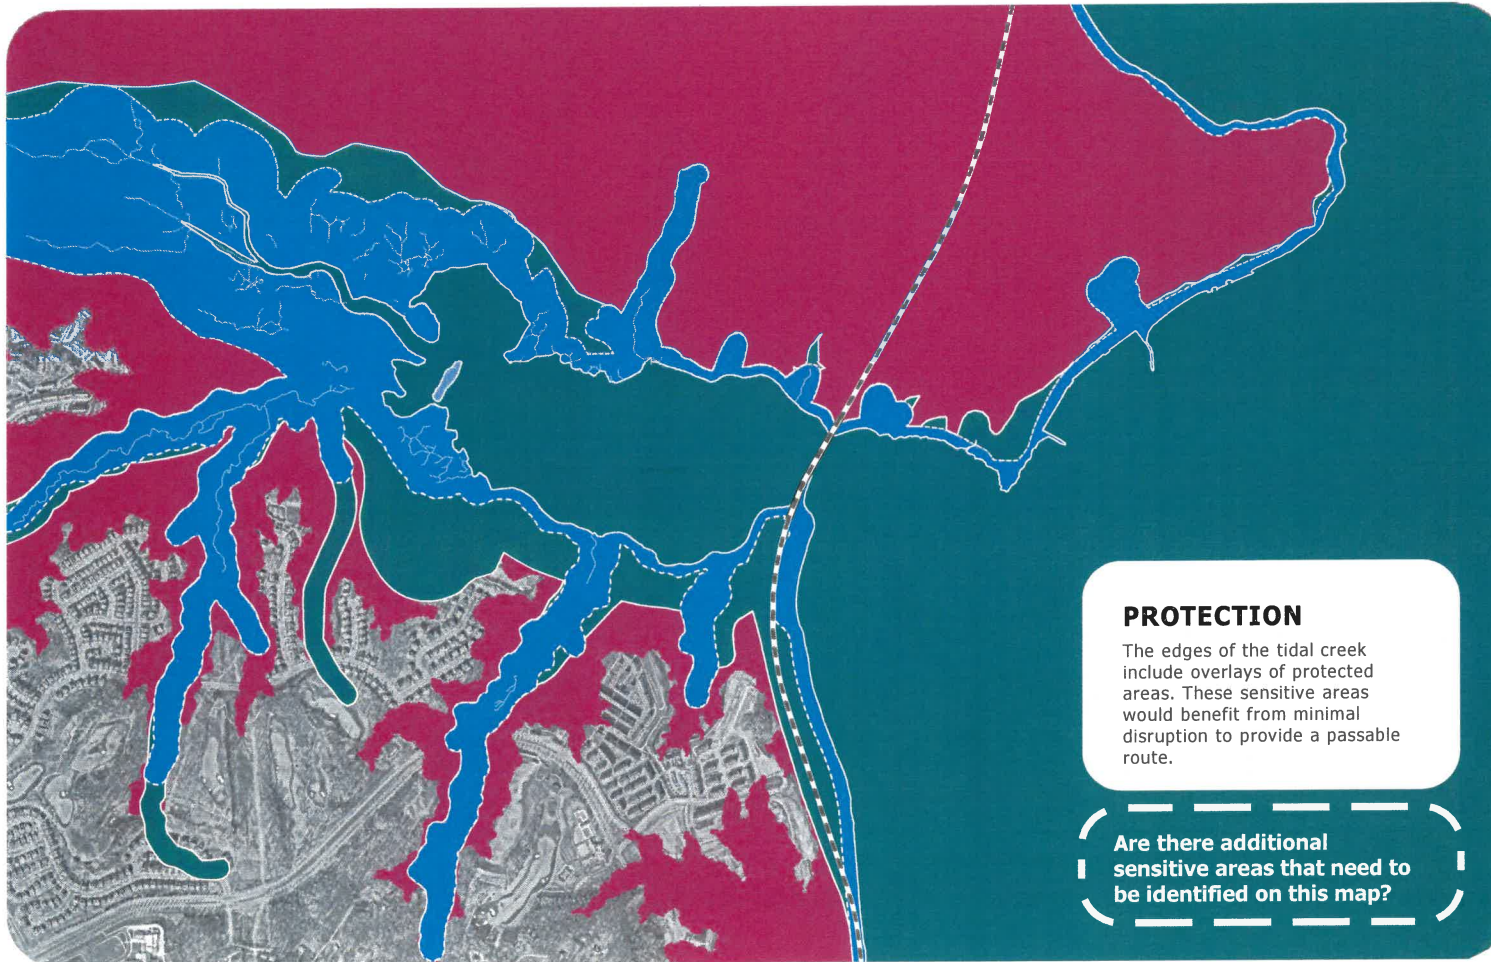 PROTECTION
The edges of the tidal creek
include overlays of protected
areas. These sensitive areas
would benefit from minimal
disruption to provide a passable
route.
Are there additional
sensitive areas that need to
be identified on this map?